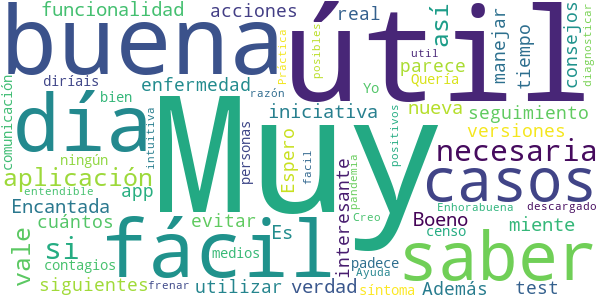 funcionalidad
acciones
real
así
manejar
tiempo
consejos
diagnosticar
buena
útil
Práctica
posibles
util
diríais
enfermedad
Yo
parece
Quería
comunicación
día
Muy
bien
razón
iniciativa
nueva
seguimiento
versiones
ningún
intuitiva
personas
Espero
facil
interesante
pandemia
positivos
necesaria
aplicación
entendible
app
casos
Encantada
evitar
Enhorabuena
descargado
vale
si
cuántos
fácil
Es
Boeno
censo
miente
saber
contagios
medios
verdad
padece
Además
test
siguientes
frenar
utilizar
síntoma
Creo
Ayuda